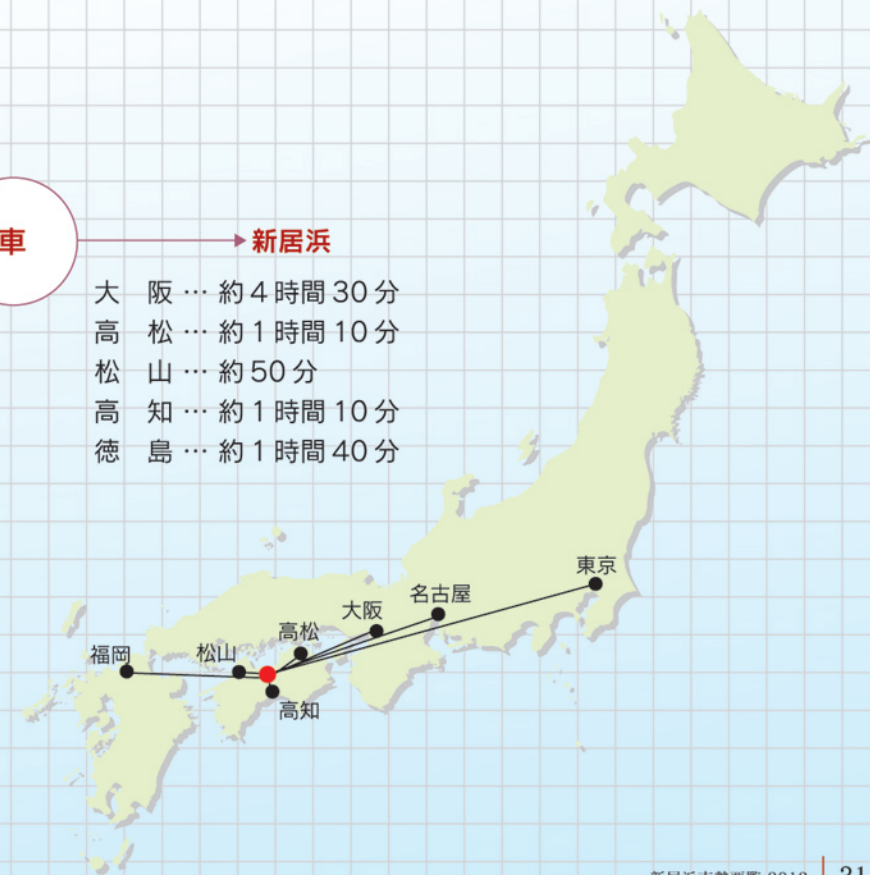 車
新居浜
大　阪 … 約4時間30分
高　松 … 約1時間10分
松　山 … 約50分
高　知 … 約1時間10分
徳　島 … 約1時間40分
東京
名古屋
大阪
高松
松山
福岡
高知